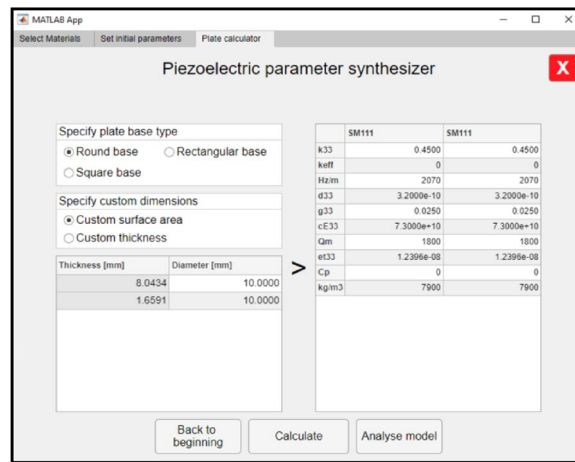 MATLAB App
Select Materials Set initial parameters Plate calculator
Piezoelectric parameter synthesizer
X
Specify plate base type
Round base Rectangular base
Square base
Specify custom dimensions
Custom surface area
Custom thickness
Thickness [mm] Diameter [mm]
8.0434 10.0000
1.6591 10.0000
>
SM111 SM111
k33 0.4500 0.4500
keff 0 0
Hz/m 2070 2070
d33 3.2000e-10 3.2000e-10
g33 0.0250 0.0250
cE33 7.3000e+10 7.3000e+10
Qm 1800 1800
et33 1.2396e-08 1.2396e-08
Cp 0 0
kg/m3 7900 7900
Back to
beginning
Calculate
Analyse model